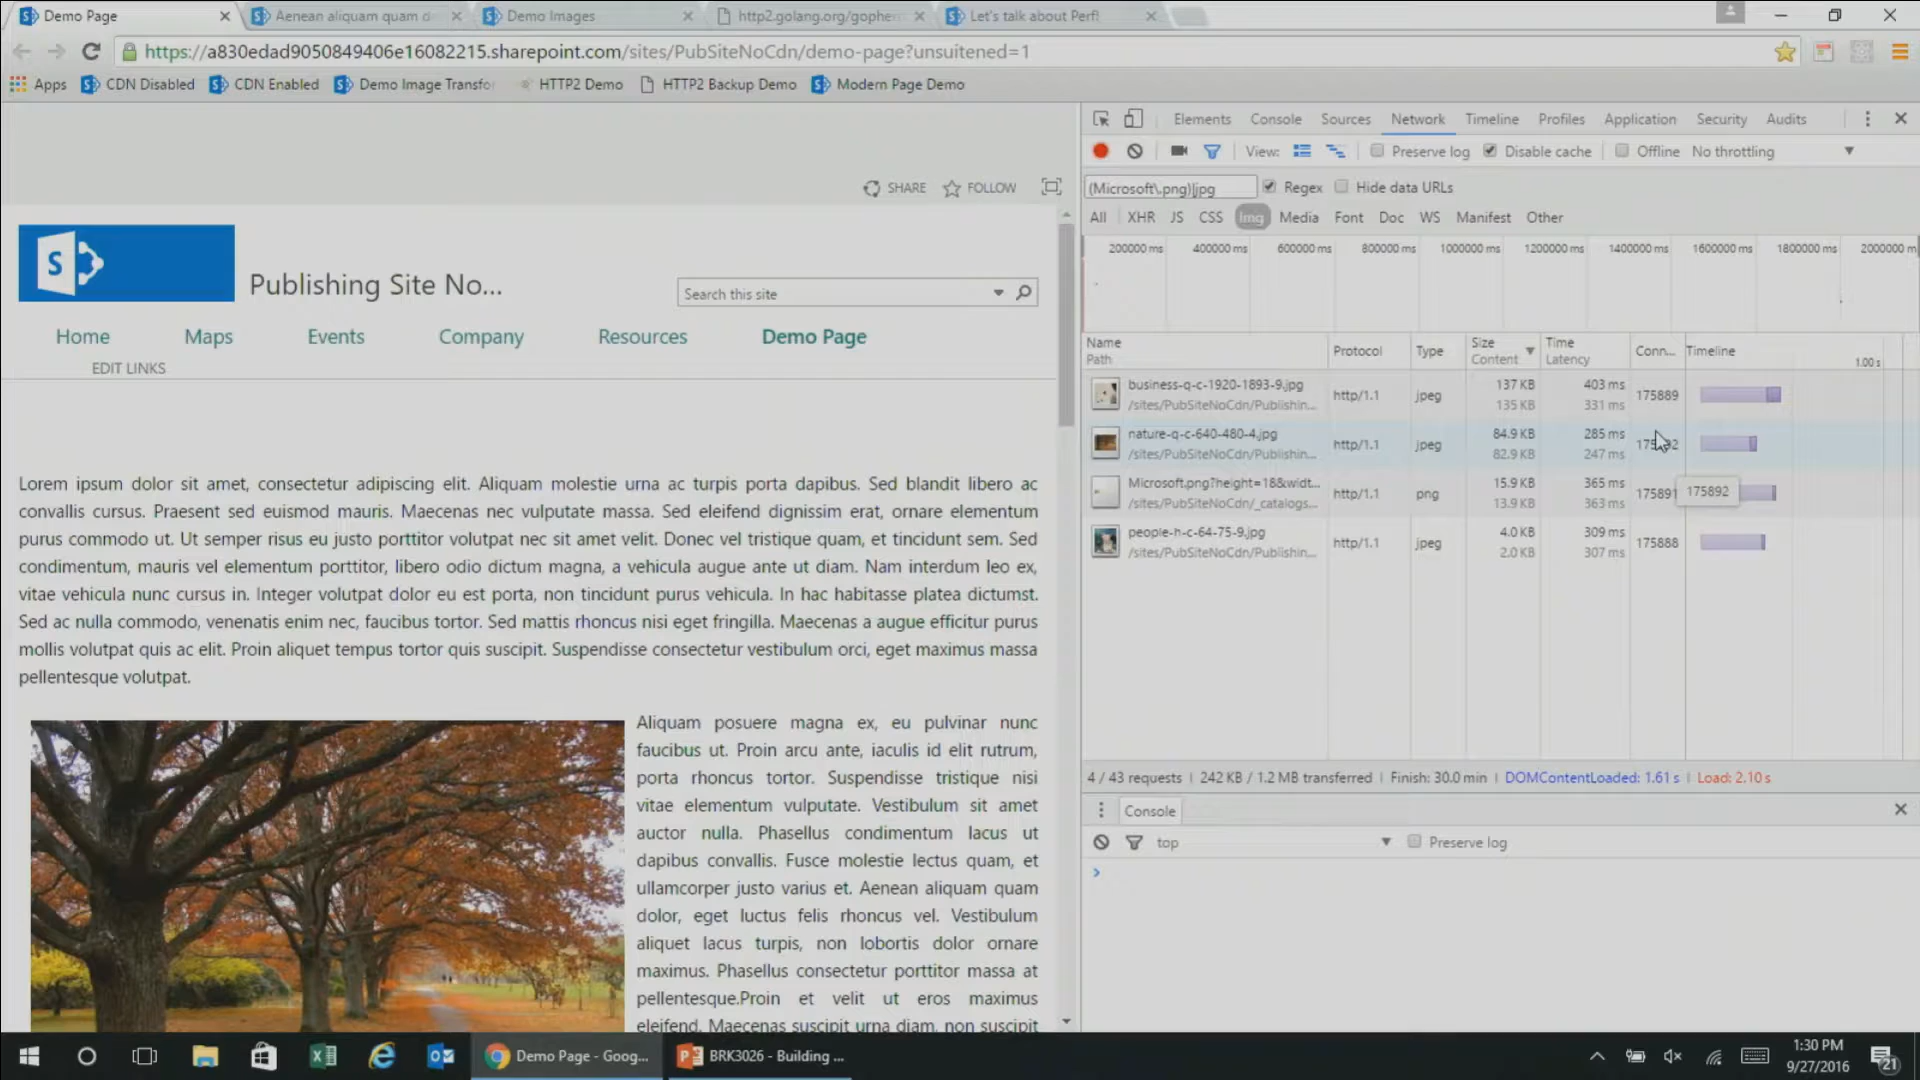 Demo Page
Aenean aliquam quam d
Demo Images
http2.golang.org/gophe
Let's talk about Perf!
https://a830edad9050849406e16082215.sharepoint.com/sites/PubSiteNoCdn/demo-page?unsuitened=1
Apps
CDN Disabled
CDN Enabled
Demo Image Transfo
HTTP2 Demo
HTTP2 Backup Demo
Modern Page Demo
SHARE
FOLLOW
S
Publishing Site No...
Search this site
Home
Maps
Events
Company
Resources
Demo Page
EDIT LINKS
Lorem ipsum dolor sit amet, consectetur adipiscing elit. Aliquam molestie urna ac turpis porta dapibus. Sed blandit libero ac
convallis cursus. Praesent sed euismod mauris. Maecenas nec vulputate massa. Sed eleifend dignissim erat, ornare elementum
purus commodo ut. Ut semper risus eu justo porttitor volutpat nec sit amet velit. Donec vel tristique quam, et tincidunt sem. Sed
condimentum, mauris vel elementum porttitor, libero odio dictum magna, a vehicula augue ante ut diam. Nam interdum leo ex,
vitae vehicula nunc cursus in. Integer volutpat dolor eu est porta, non tincidunt purus vehicula. In hac habitasse platea dictumst.
Sed ac nulla commodo, venenatis enim nec, faucibus tortor. Sed mattis rhoncus nisi eget fringilla. Maecenas a augue efficitur purus
mollis volutpat quis ac elit. Proin aliquet tempus tortor quis suscipit. Suspendisse consectetur vestibulum orci, eget maximus massa
pellentesque volutpat.
Aliquam posuere magna ex, eu pulvinar nunc
faucibus ut. Proin arcu ante, iaculis id elit rutrum,
porta rhoncus tortor. Suspendisse tristique nisi
vitae elementum vulputate. Vestibulum sit amet
auctor nulla. Phasellus condimentum lacus ut
dapibus convallis. Fusce molestie lectus quam, et
ullamcorper justo varius et. Aenean aliquam quam
dolor, eget luctus felis rhoncus vel. Vestibulum
aliquet lacus turpis, non lobortis dolor ornare
maximus. Phasellus consectetur porttitor massa at
pellentesque.Proin et velit ut eros maximus
eleifend. Maecenas suscipit urna diam, non suscipit
Elements
Console
Sources
Network
Timeline
Profiles
Application
Security
Audits
View:
Preserve log
Disable cache
Offline
No throttling
(Microsoft\.png)|jpg
Regex
Hide data URLs
All
XHR
JS
CSS
Img
Media
Font
Doc
WS
Manifest
Other
200000 ms
400000 ms
600000 ms
800000 ms
1000000 ms
1200000 ms
1400000 ms
1600000 ms
1800000 ms
2000000 m
Name
Path
Protocol
Type
Size
Content
Time
Latency
Conn...
Timeline
1.00 s
business-q-c-1920-1893-9.jpg
/sites/PubSiteNoCdn/Publishin...
http/1.1
jpeg
137 KB
135 KB
403 ms
331 ms
175889
nature-q-c-640-480-4.jpg
/sites/PubSiteNoCdn/Publishin...
http/1.1
jpeg
84.9 KB
82.9 KB
285 ms
247 ms
Microsoft.png?height=18&widt...
/sites/PubSiteNoCdn/_catalogs...
http/1.1
png
15.9 KB
13.9 KB
365 ms
363 ms
175891
175892
people-h-c-64-75-9.jpg
/sites/PubSiteNoCdn/Publishin...
http/1.1
jpeg
4.0 KB
2.0 KB
309 ms
307 ms
175888
4 / 43 requests | 242 KB / 1.2 MB transferred | Finish: 30.0 min | DOMContentLoaded: 1.61 s | Load: 2.10 s
Console
top
Preserve log
Demo Page - Goog...
BRK3026 - Building ...
1:30 PM
9/27/2016
21